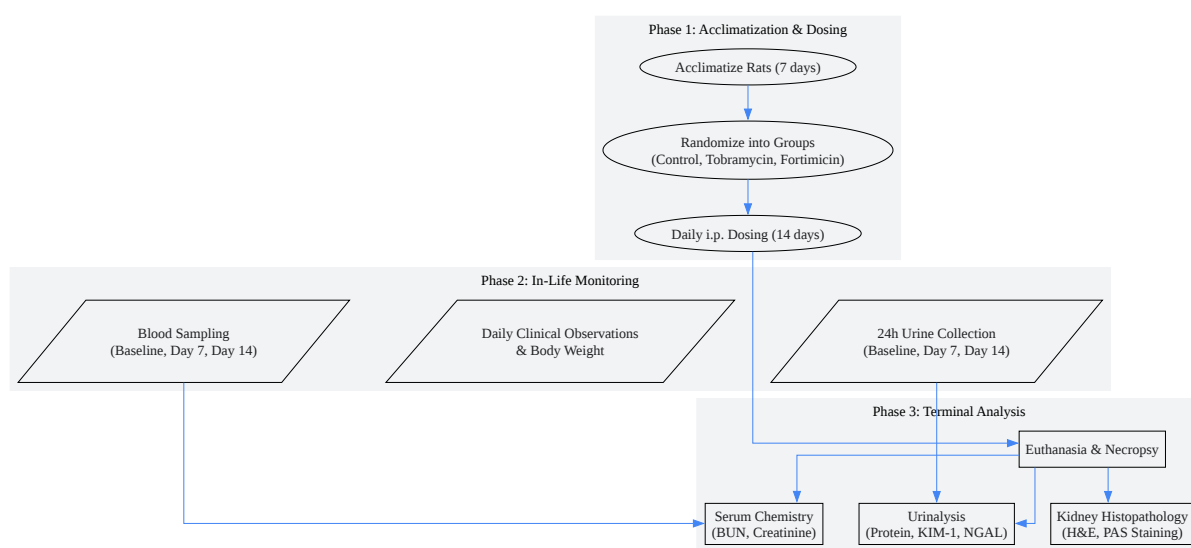 Phase 1: Acclimatization & Dosing
Acclimatize Rats (7 days)
Randomize into Groups
(Control, Tobramycin, Fortimicin)
Daily i.p. Dosing (14 days)
Phase 2: In-Life Monitoring
Blood Sampling
(Baseline, Day 7, Day 14)
Daily Clinical Observations
& Body Weight
24h Urine Collection
(Baseline, Day 7, Day 14)
Phase 3: Terminal Analysis
Euthanasia & Necropsy
Serum Chemistry
(BUN, Creatinine)
Urinalysis
(Protein, KIM-1, NGAL)
Kidney Histopathology
(H&E, PAS Staining)